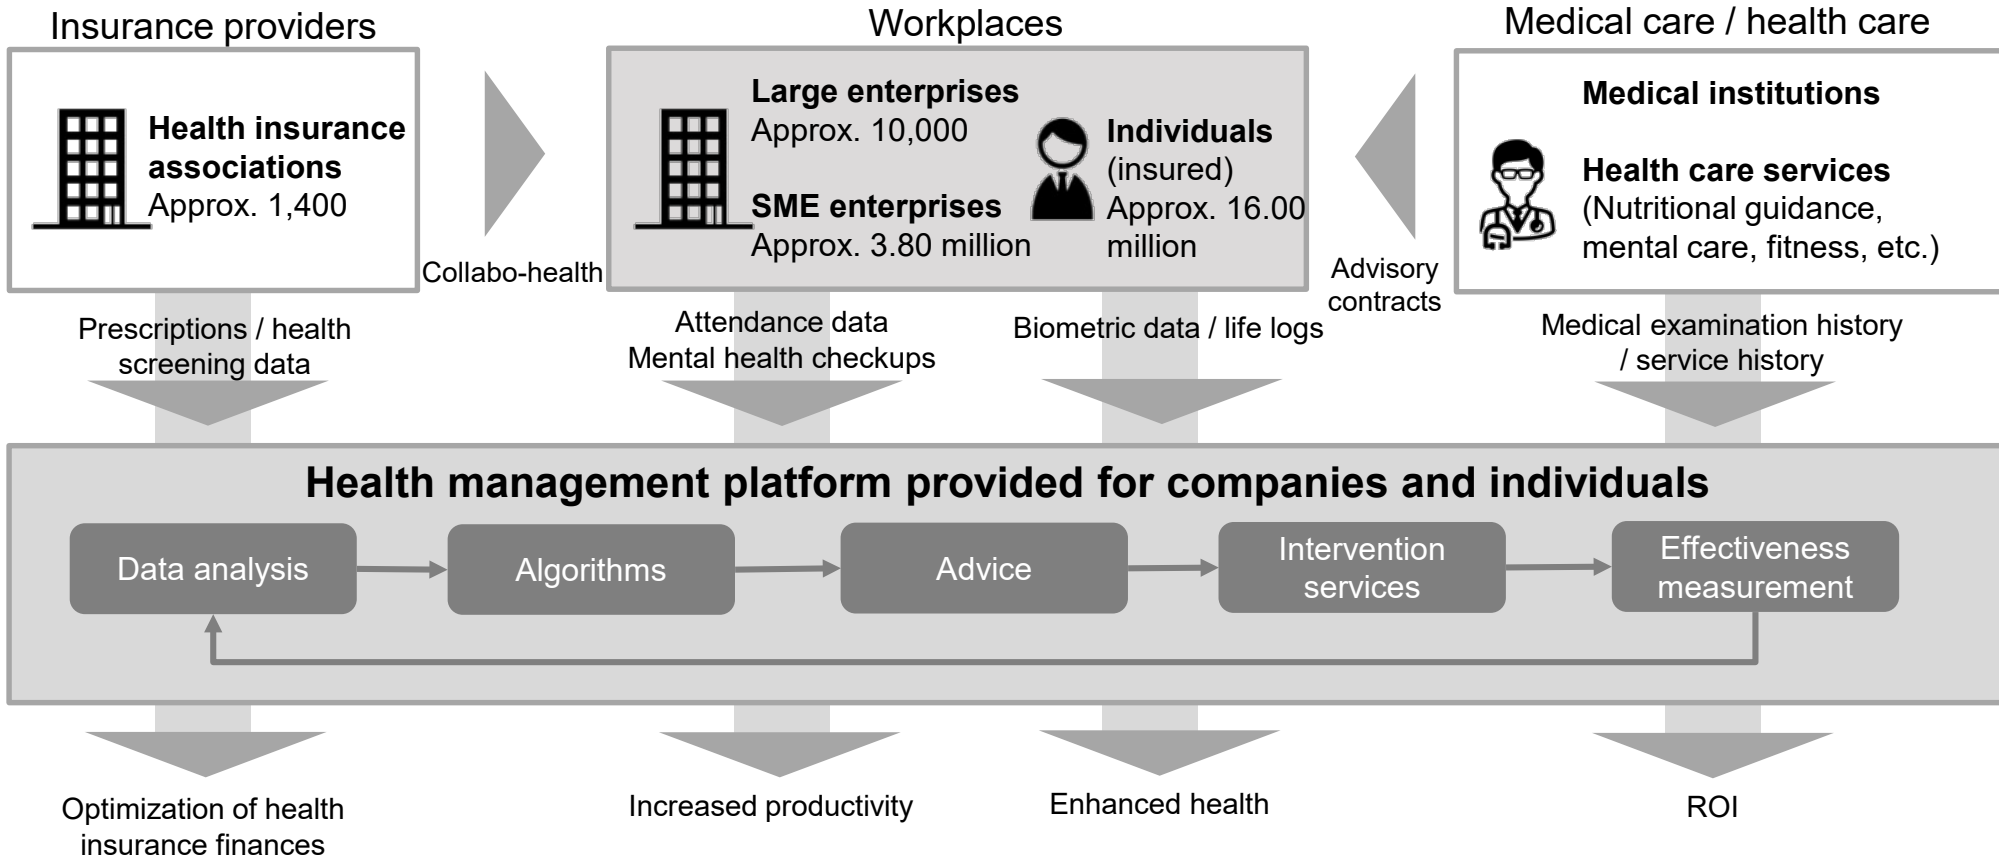 Insurance providers
Health insurance
associations
Approx. 1,400
Collabo-health
Workplaces
Large enterprises
Approx. 10,000
SME enterprises
Approx. 3.80 million
Individuals
(insured)
Approx. 16.00
million
Advisory
contracts
Medical care / health care
Medical institutions
Health care services
(Nutritional guidance,
mental care, fitness, etc.)
Prescriptions / health
screening data
Attendance data
Mental health checkups
Biometric data / life logs
Medical examination history
/ service history
Health management platform provided for companies and individuals
Data analysis
Algorithms
Advice
Intervention
services
Effectiveness
measurement
Optimization of health
insurance finances
Increased productivity
Enhanced health
ROI